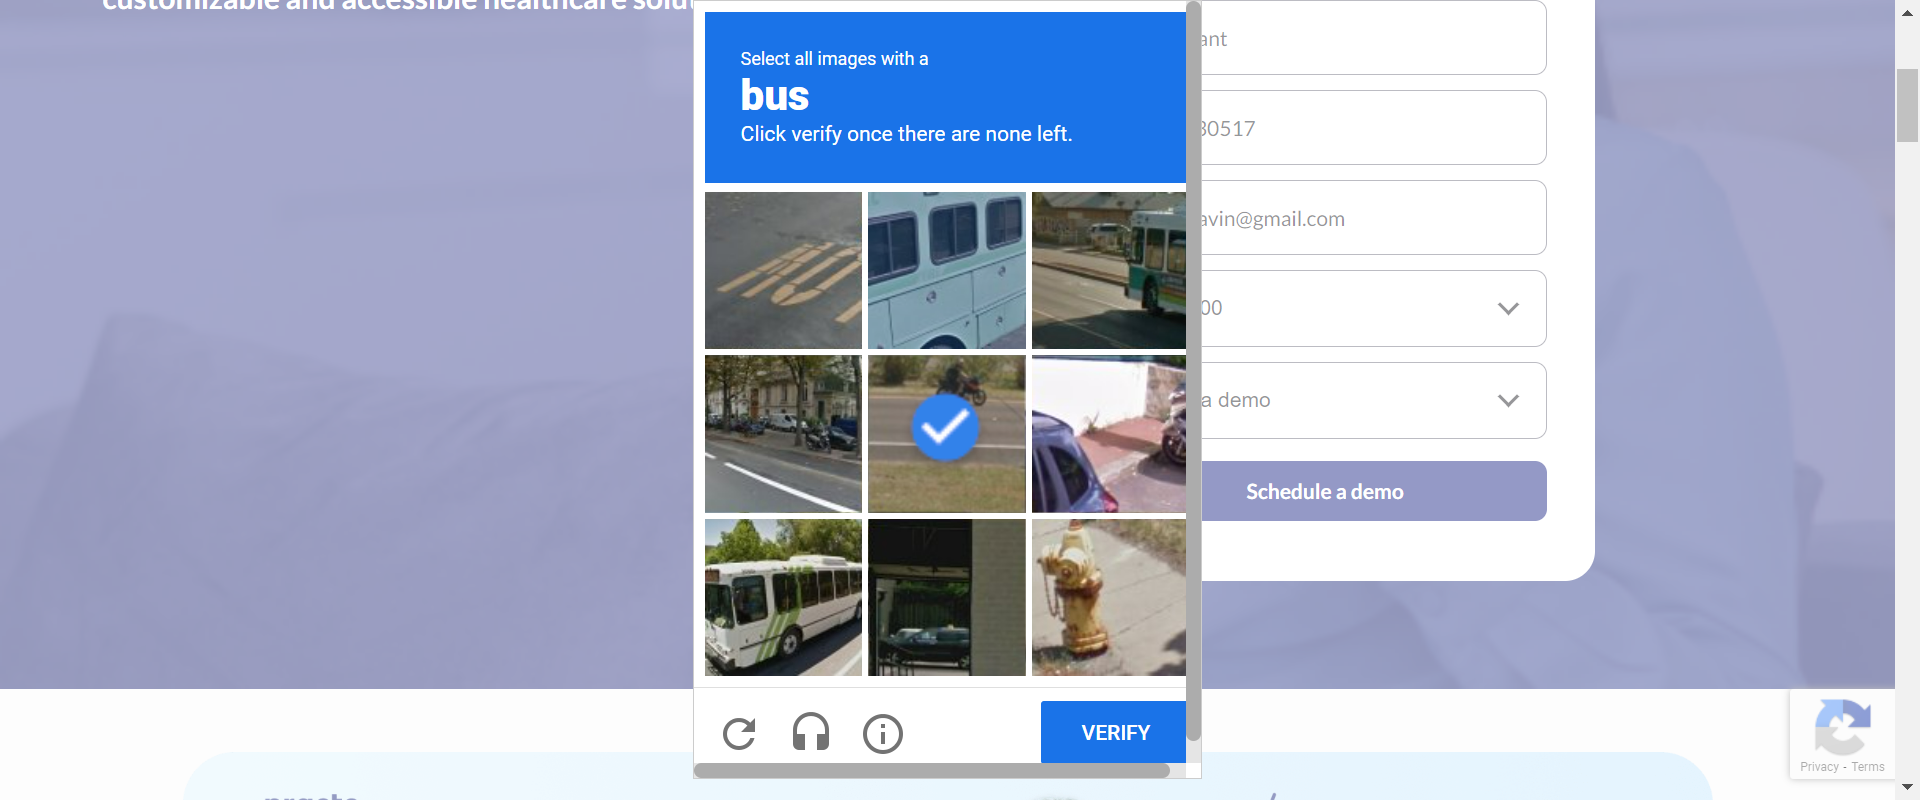 customizable and accessible healthcare solut
Select all images with a
bus
Click verify once there are none left.
ant
30517
avin@gmail.com
00
a demo
Schedule a demo
VERIFY
Privacy - Terms